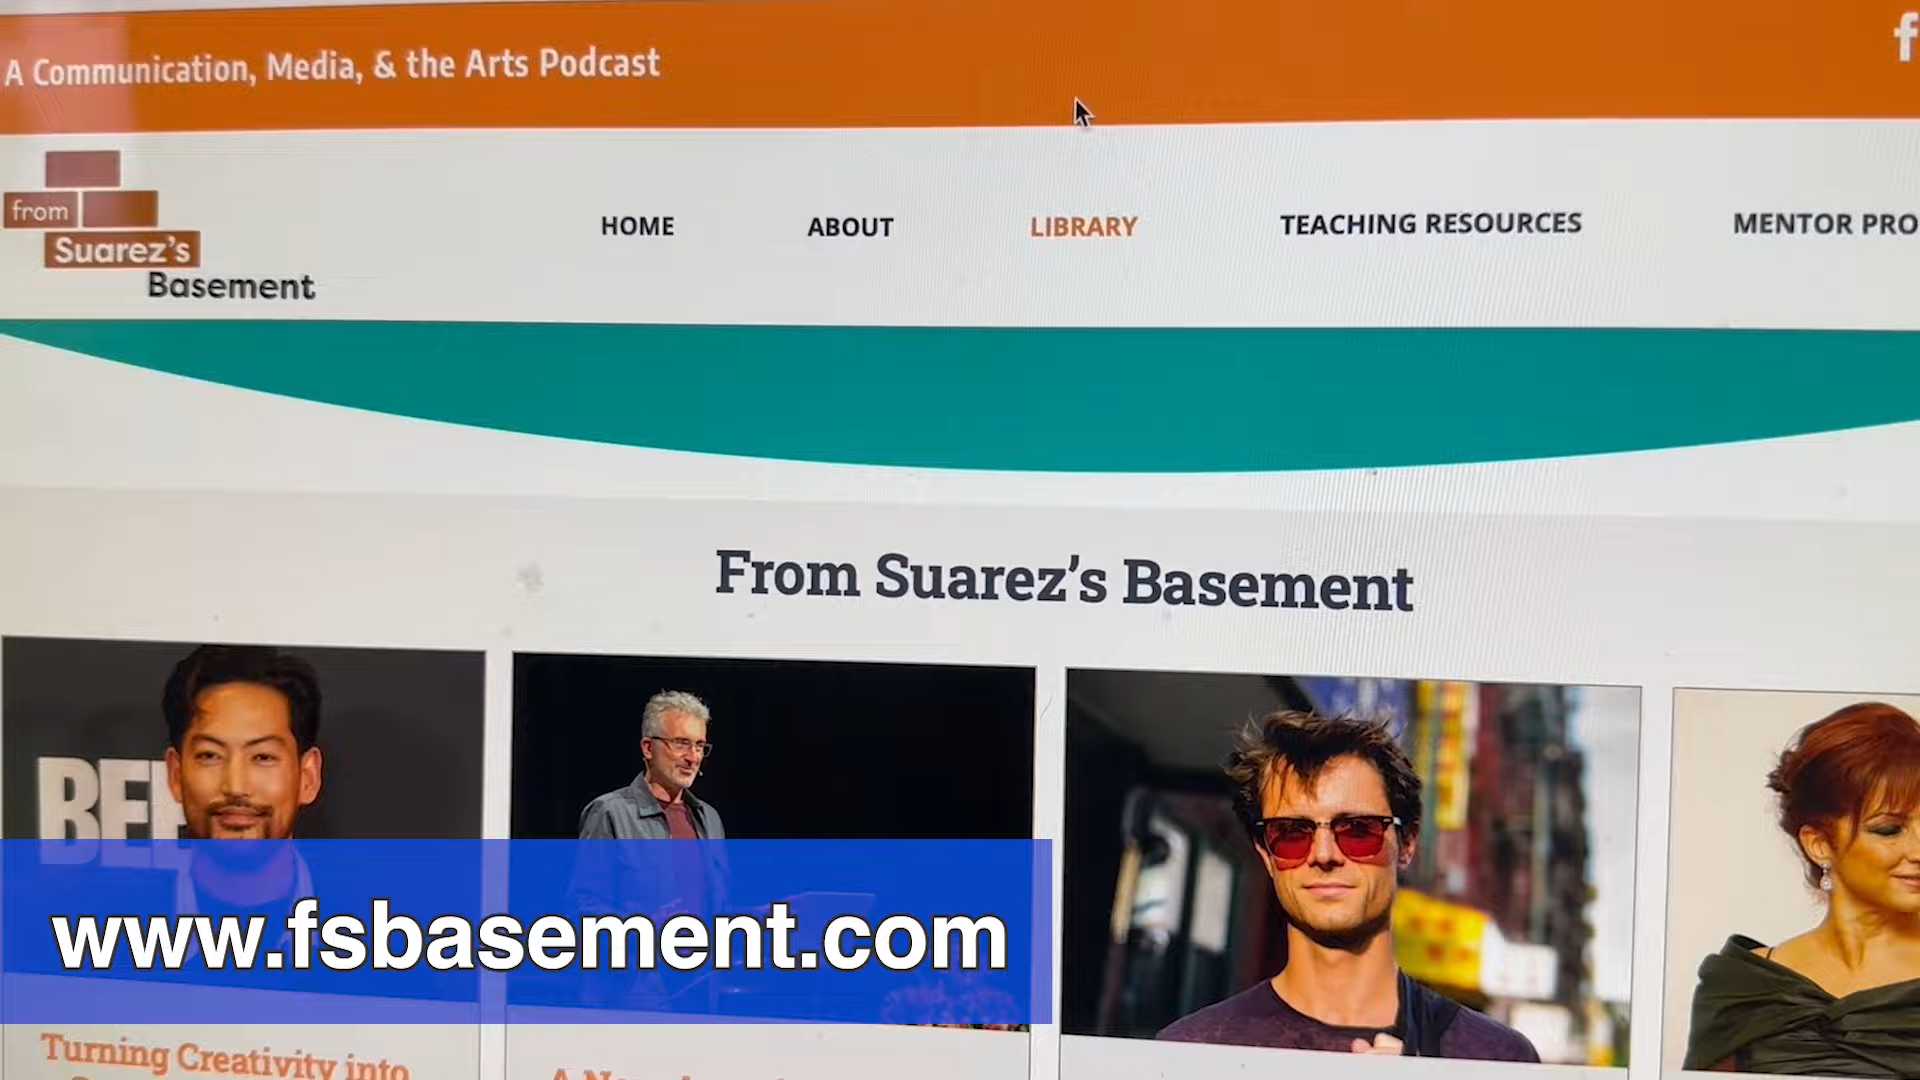 A Communication, Media, & the Arts Podcast
f
from
Suarez's
Basement
HOME
ABOUT
LIBRARY
TEACHING RESOURCES
MENTOR PRO
From Suarez's Basement
www.fsbasement.com
Turning Creativity into